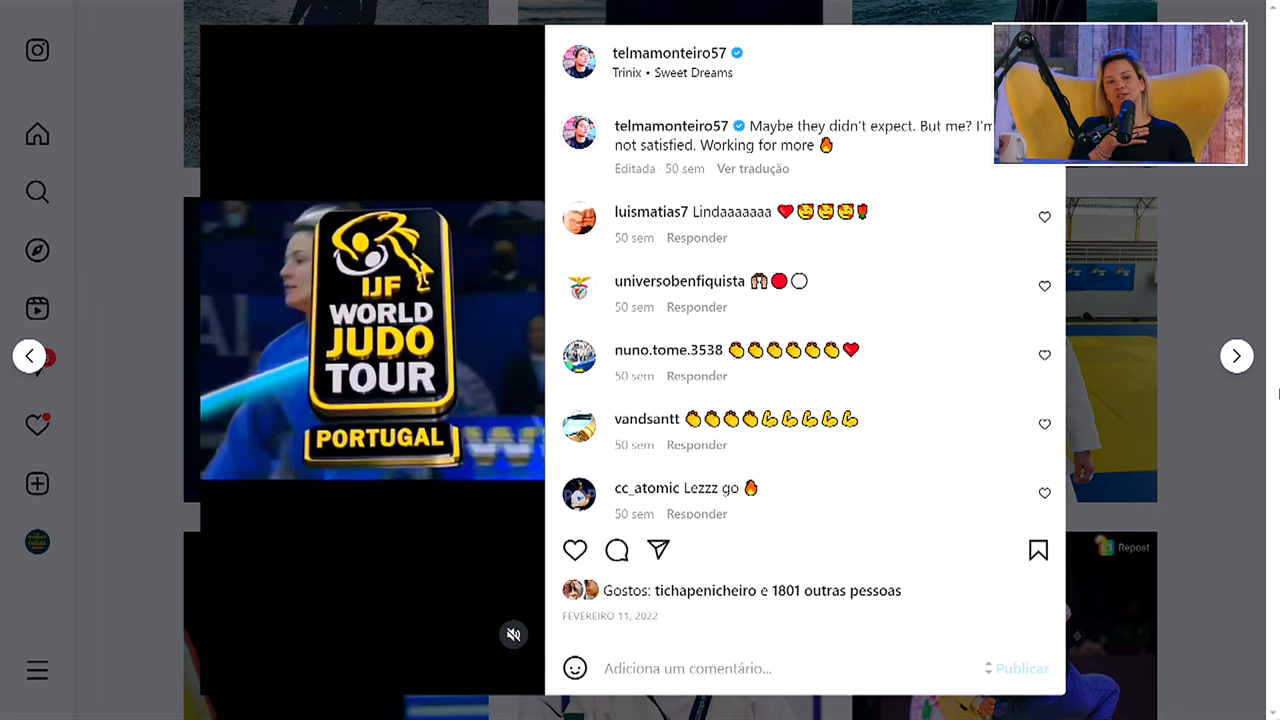 IJF
WORLD
JUDO
TOUR
PORTUGAL
telmamonteiro57
Trinix • Sweet Dreams
telmamonteiro57 Maybe they didn't expect. But me? I'm
not satisfied. Working for more 🔥
Editada · 50 sem Ver tradução
luismatias7 Lindaaaaaaa ❤️🥰🥰🥰🌹
50 sem Responder
universobenfiquista 🙌🏻🔴⚪
50 sem Responder
nuno.tome.3538 👏👏👏👏👏👏❤️
50 sem Responder
vandsantt 👏👏👏👏💪💪💪💪💪
50 sem Responder
cc_atomic Lezzz go 🔥
50 sem Responder
Gostos: tichapenicheiro e 1801 outras pessoas
FEVEREIRO 11, 2022
Adiciona um comentário... Publicar
Repost